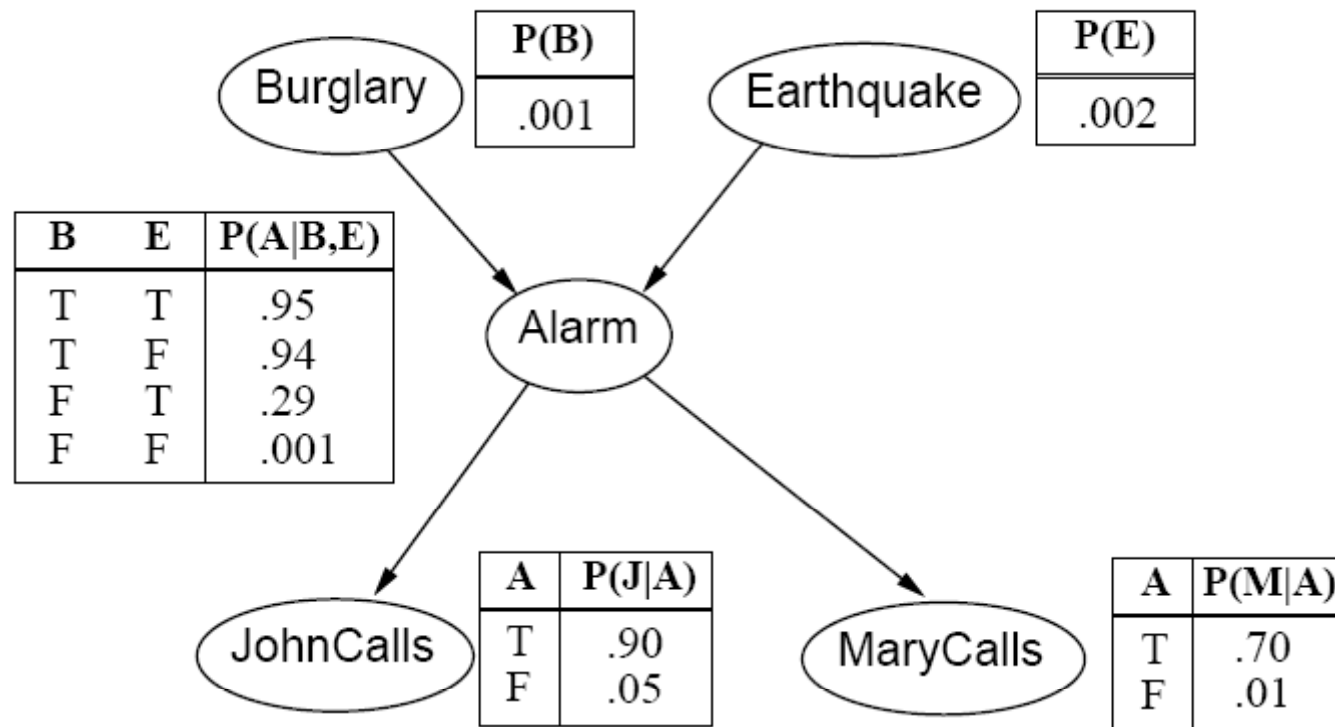 Burglary
P(B)
.001
Earthquake
P(E)
.002
B E P(A|B,E)
T T .95
T F .94
F T .29
F F .001
Alarm
JohnCalls
A P(J|A)
T .90
F .05
MaryCalls
A P(M|A)
T .70
F .01